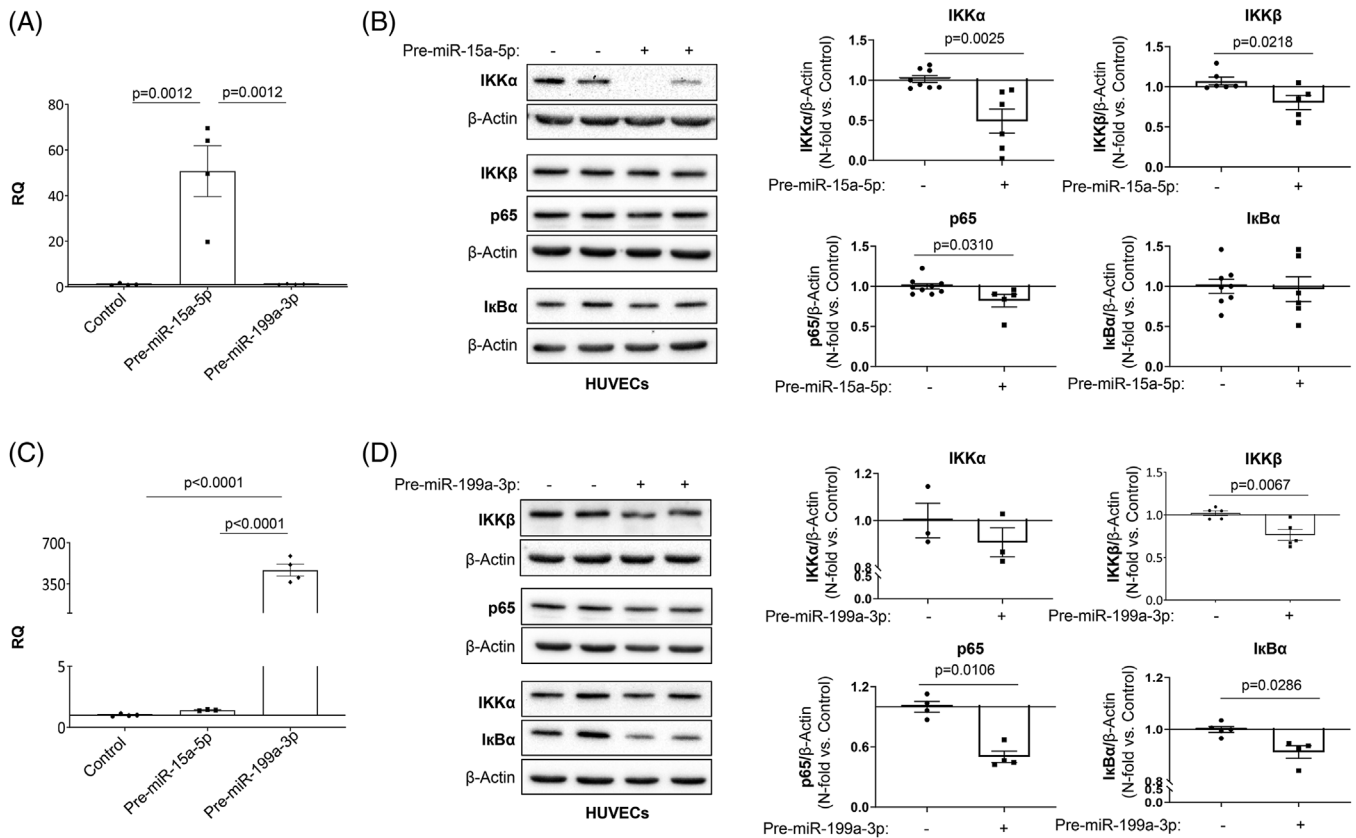 (A)
p=0.0012 p=0.0012
80
60
40
20
0
RQ
Control
Pre-miR-15a-5p
Pre-miR-199a-3p
(B)
Pre-miR-15a-5p: - - + +
IKKα
β-Actin
IKKβ
p65
β-Actin
IκBα
β-Actin
HUVECs
IKKα
p=0.0025
1.5
1.0
0.5
0.0
IKKα/β-Actin
(N-fold vs. Control)
Pre-miR-15a-5p: - +
IKKβ
p=0.0218
1.5
1.0
0.5
0.0
IKKβ/β-Actin
(N-fold vs. Control)
Pre-miR-15a-5p: - +
p65
p=0.0310
1.5
1.0
0.5
0.0
p65/β-Actin
(N-fold vs. Control)
Pre-miR-15a-5p: - +
IκBα
1.5
1.0
0.5
0.0
IκBα/β-Actin
(N-fold vs. Control)
Pre-miR-15a-5p: - +
(C)
p<0.0001
p<0.0001
700
350
5
0
RQ
Control
Pre-miR-15a-5p
Pre-miR-199a-3p
(D)
Pre-miR-199a-3p: - - + +
IKKβ
β-Actin
p65
β-Actin
IKKα
IκBα
β-Actin
HUVECs
IKKα
1.2
1.0
0.8
0.5
0.0
IKKα/β-Actin
(N-fold vs. Control)
Pre-miR-199a-3p: - +
IKKβ
p=0.0067
1.5
1.0
0.5
0.0
IKKβ/β-Actin
(N-fold vs. Control)
Pre-miR-199a-3p: - +
p65
p=0.0106
1.2
0.6
0.0
p65/β-Actin
(N-fold vs. Control)
Pre-miR-199a-3p: - +
IκBα
p=0.0286
1.2
1.0
0.8
0.5
0.0
IκBα/β-Actin
(N-fold vs. Control)
Pre-miR-199a-3p: - +